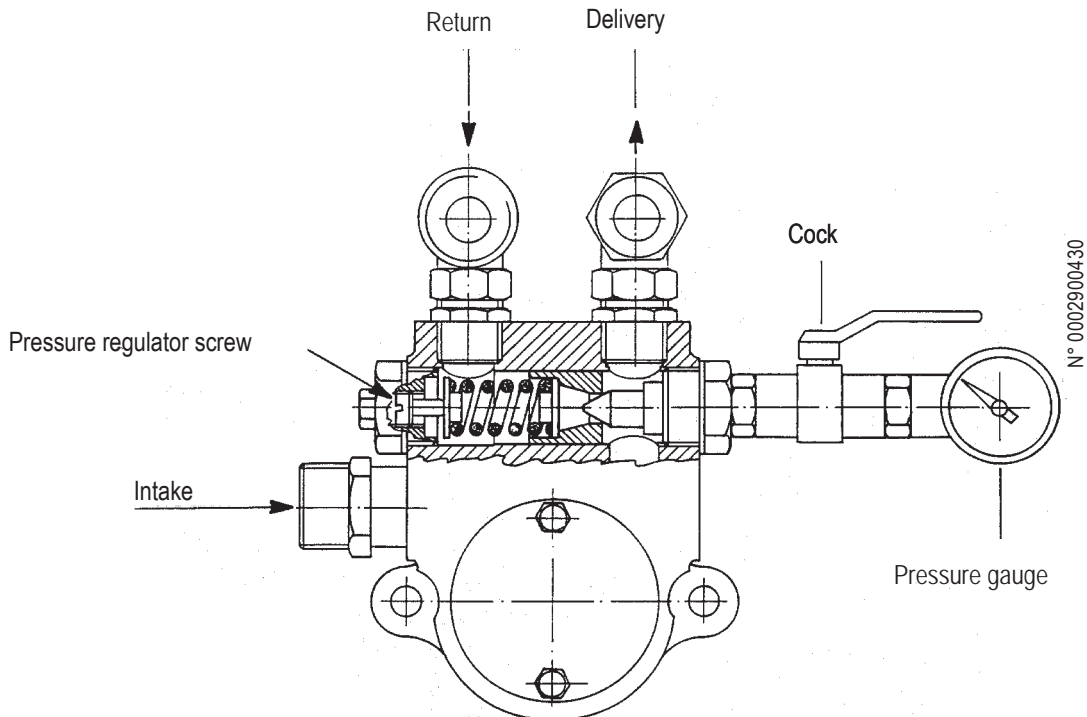 Return
Delivery
Cock
Pressure regulator screw
Intake
Pressure gauge
N° 0002900430